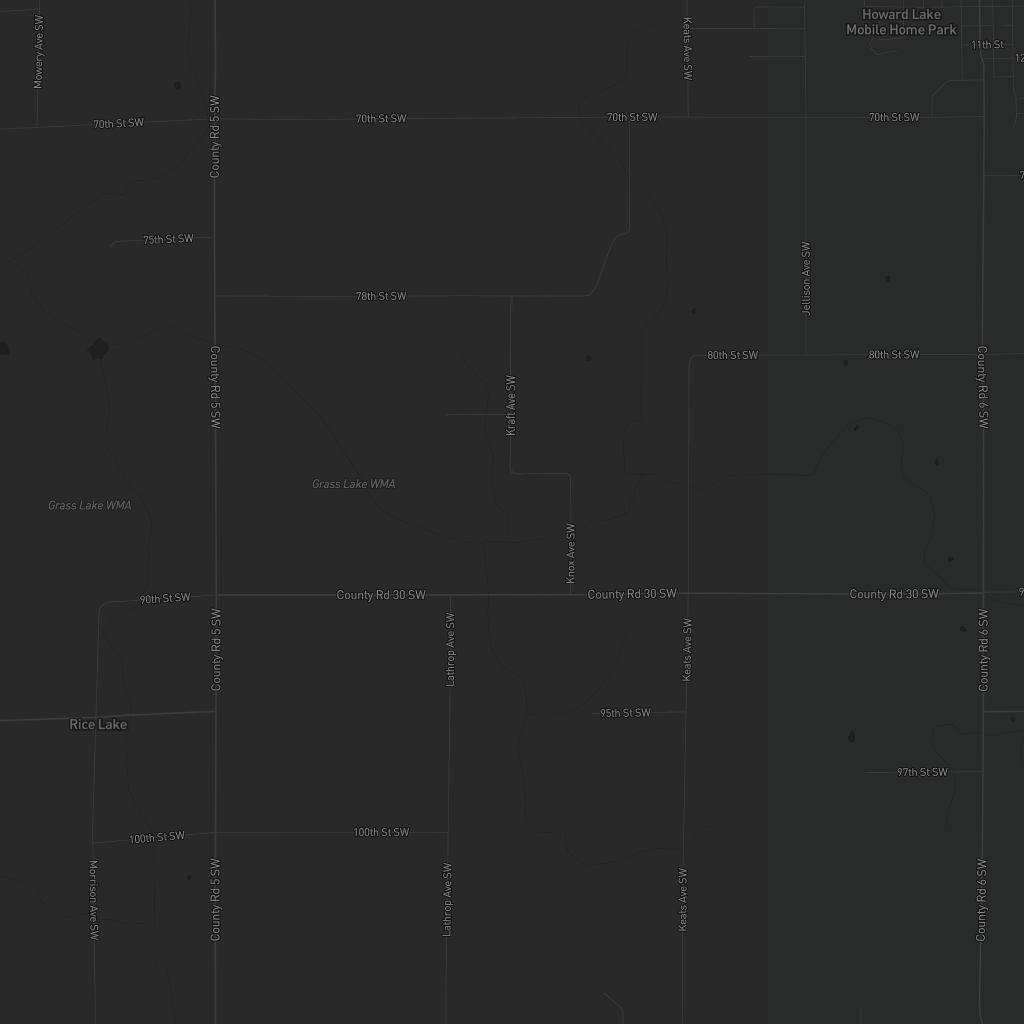 Howard Lake
Mobile Home Park
Mowery Ave SW
Keats Ave SW
11th St
12
70th St SW
70th St SW
70th St SW
70th St SW
County Rd 5 SW
7
75th St SW
Jellison Ave SW
78th St SW
80th St SW
80th St SW
County Rd 5 SW
Kraft Ave SW
County Rd 6 SW
Grass Lake WMA
Grass Lake WMA
Knox Ave SW
90th St SW
County Rd 30 SW
County Rd 30 SW
County Rd 30 SW
9
County Rd 5 SW
Lathrop Ave SW
Keats Ave SW
County Rd 6 SW
95th St SW
Rice Lake
97th St SW
100th St SW
100th St SW
Morrison Ave SW
County Rd 5 SW
Lathrop Ave SW
Keats Ave SW
County Rd 6 SW